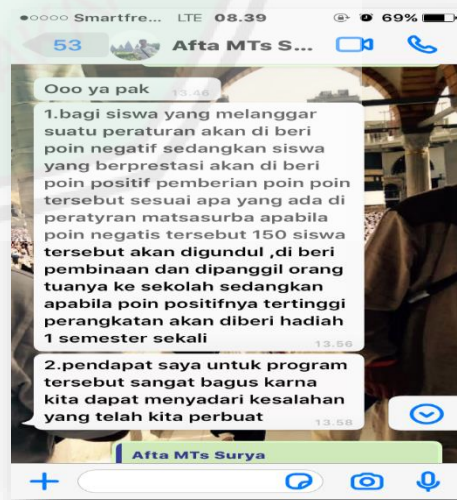 Smartfre... LTE 08.39 69%
53 Afta MTs S...
Ooo ya pak 13.46
1.bagi siswa yang melanggar
suatu peraturan akan di beri
poin negatif sedangkan siswa
yang berprestasi akan di beri
poin positif pemberian poin poin
tersebut sesuai apa yang ada di
peratyran matsasurba apabila
poin negatis tersebut 150 siswa
tersebut akan digundul ,di beri
pembinaan dan dipanggil orang
tuanya ke sekolah sedangkan
apabila poin positifnya tertinggi
perangkatan akan diberi hadiah
1 semester sekali 13.56
2.pendapat saya untuk program
tersebut sangat bagus karna
kita dapat menyadari kesalahan
yang telah kita perbuat 13.58
Afta MTs Surya